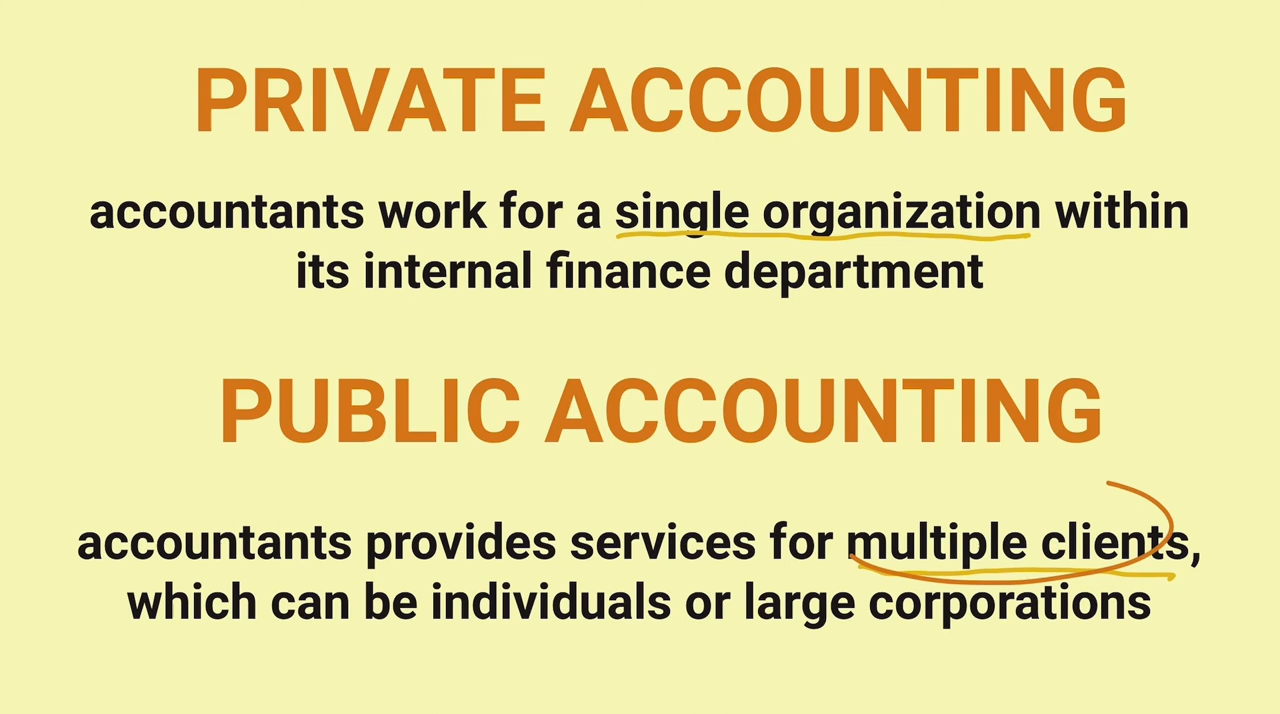 PRIVATE ACCOUNTING
accountants work for a single organization within
its internal finance department
PUBLIC ACCOUNTING
accountants provides services for multiple clients,
which can be individuals or large corporations